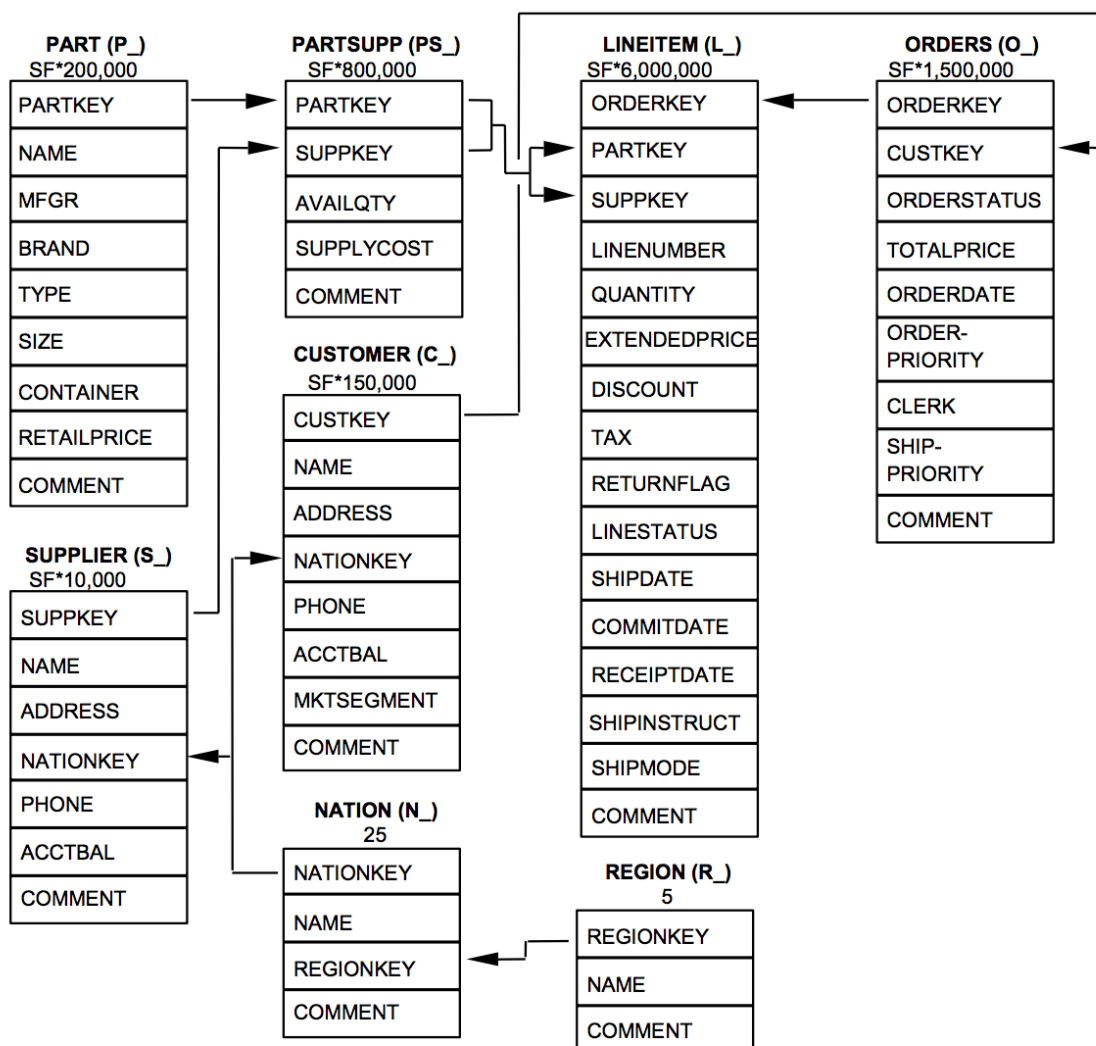 PART (P_)
SF*200,000
PARTKEY
NAME
MFGR
BRAND
TYPE
SIZE
CONTAINER
RETAILPRICE
COMMENT
SUPPLIER (S_)
SF*10,000
SUPPKEY
NAME
ADDRESS
NATIONKEY
PHONE
ACCTBAL
COMMENT
PARTSUPP (PS_)
SF*800,000
PARTKEY
SUPPKEY
AVAILQTY
SUPPLYCOST
COMMENT
CUSTOMER (C_)
SF*150,000
CUSTKEY
NAME
ADDRESS
NATIONKEY
PHONE
ACCTBAL
MKTSEGMENT
COMMENT
NATION (N_)
25
NATIONKEY
NAME
REGIONKEY
COMMENT
LINEITEM (L_)
SF*6,000,000
ORDERKEY
PARTKEY
SUPPKEY
LINENUMBER
QUANTITY
EXTENDEDPRICE
DISCOUNT
TAX
RETURNFLAG
LINESTATUS
SHIPDATE
COMMITDATE
RECEIPTDATE
SHIPINSTRUCT
SHIPMODE
COMMENT
REGION (R_)
5
REGIONKEY
NAME
COMMENT
ORDERS (O_)
SF*1,500,000
ORDERKEY
CUSTKEY
ORDERSTATUS
TOTALPRICE
ORDERDATE
ORDER-
PRIORITY
CLERK
SHIP-
PRIORITY
COMMENT